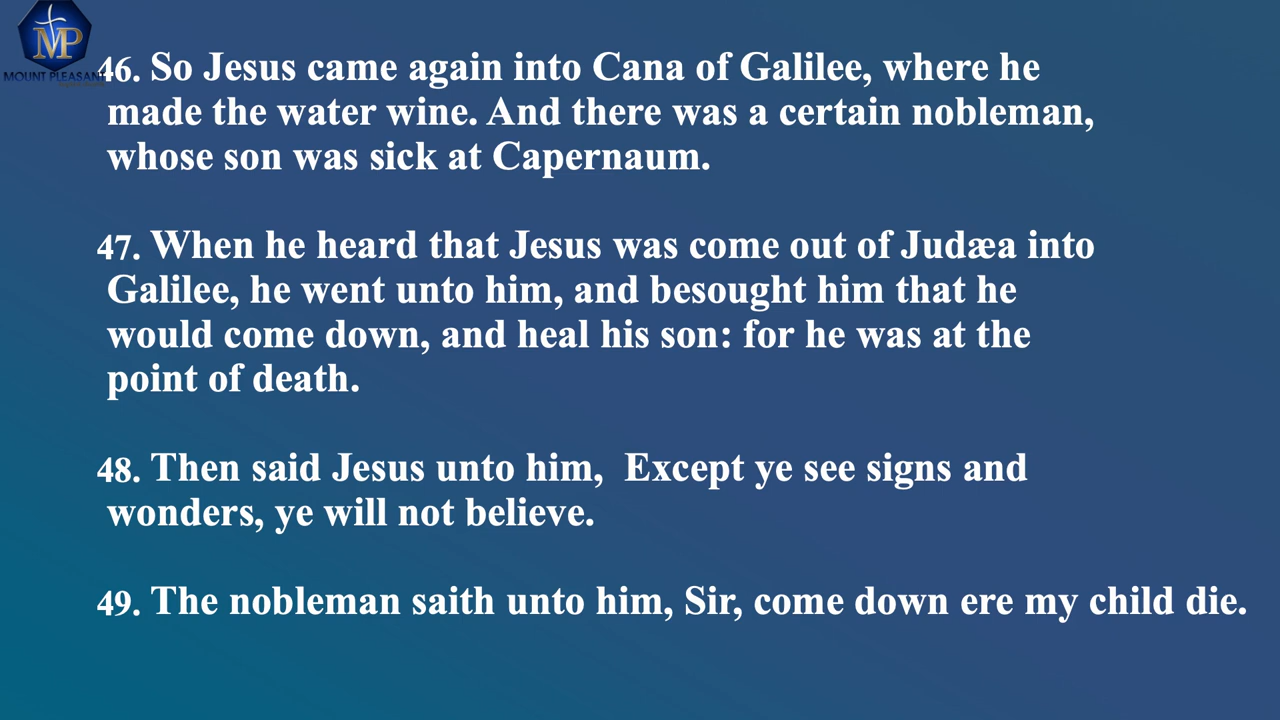 MP
MOUNT PLEASANT
46. So Jesus came again into Cana of Galilee, where he
made the water wine. And there was a certain nobleman,
whose son was sick at Capernaum.
47. When he heard that Jesus was come out of Judæa into
Galilee, he went unto him, and besought him that he
would come down, and heal his son: for he was at the
point of death.
48. Then said Jesus unto him,  Except ye see signs and
wonders, ye will not believe.
49. The nobleman saith unto him, Sir, come down ere my child die.